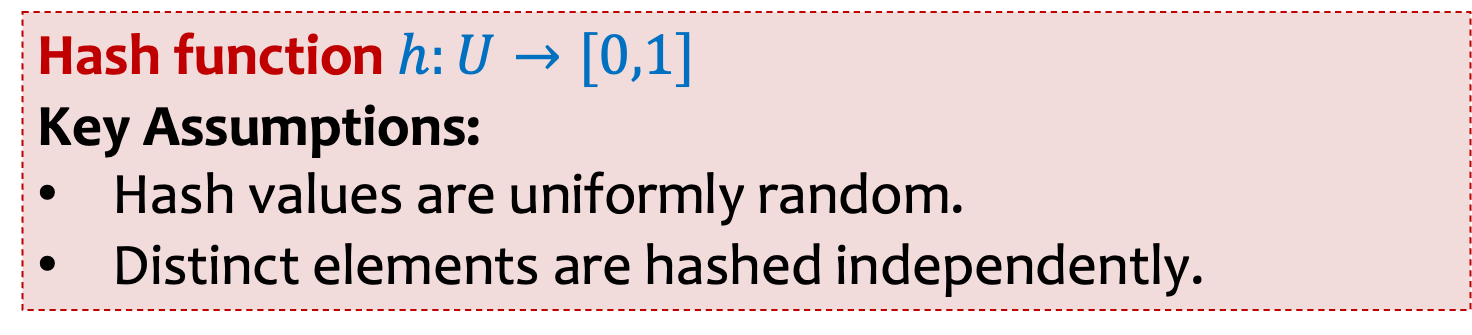 Hash function h: U → [0,1]
Key Assumptions:
• Hash values are uniformly random.
• Distinct elements are hashed independently.